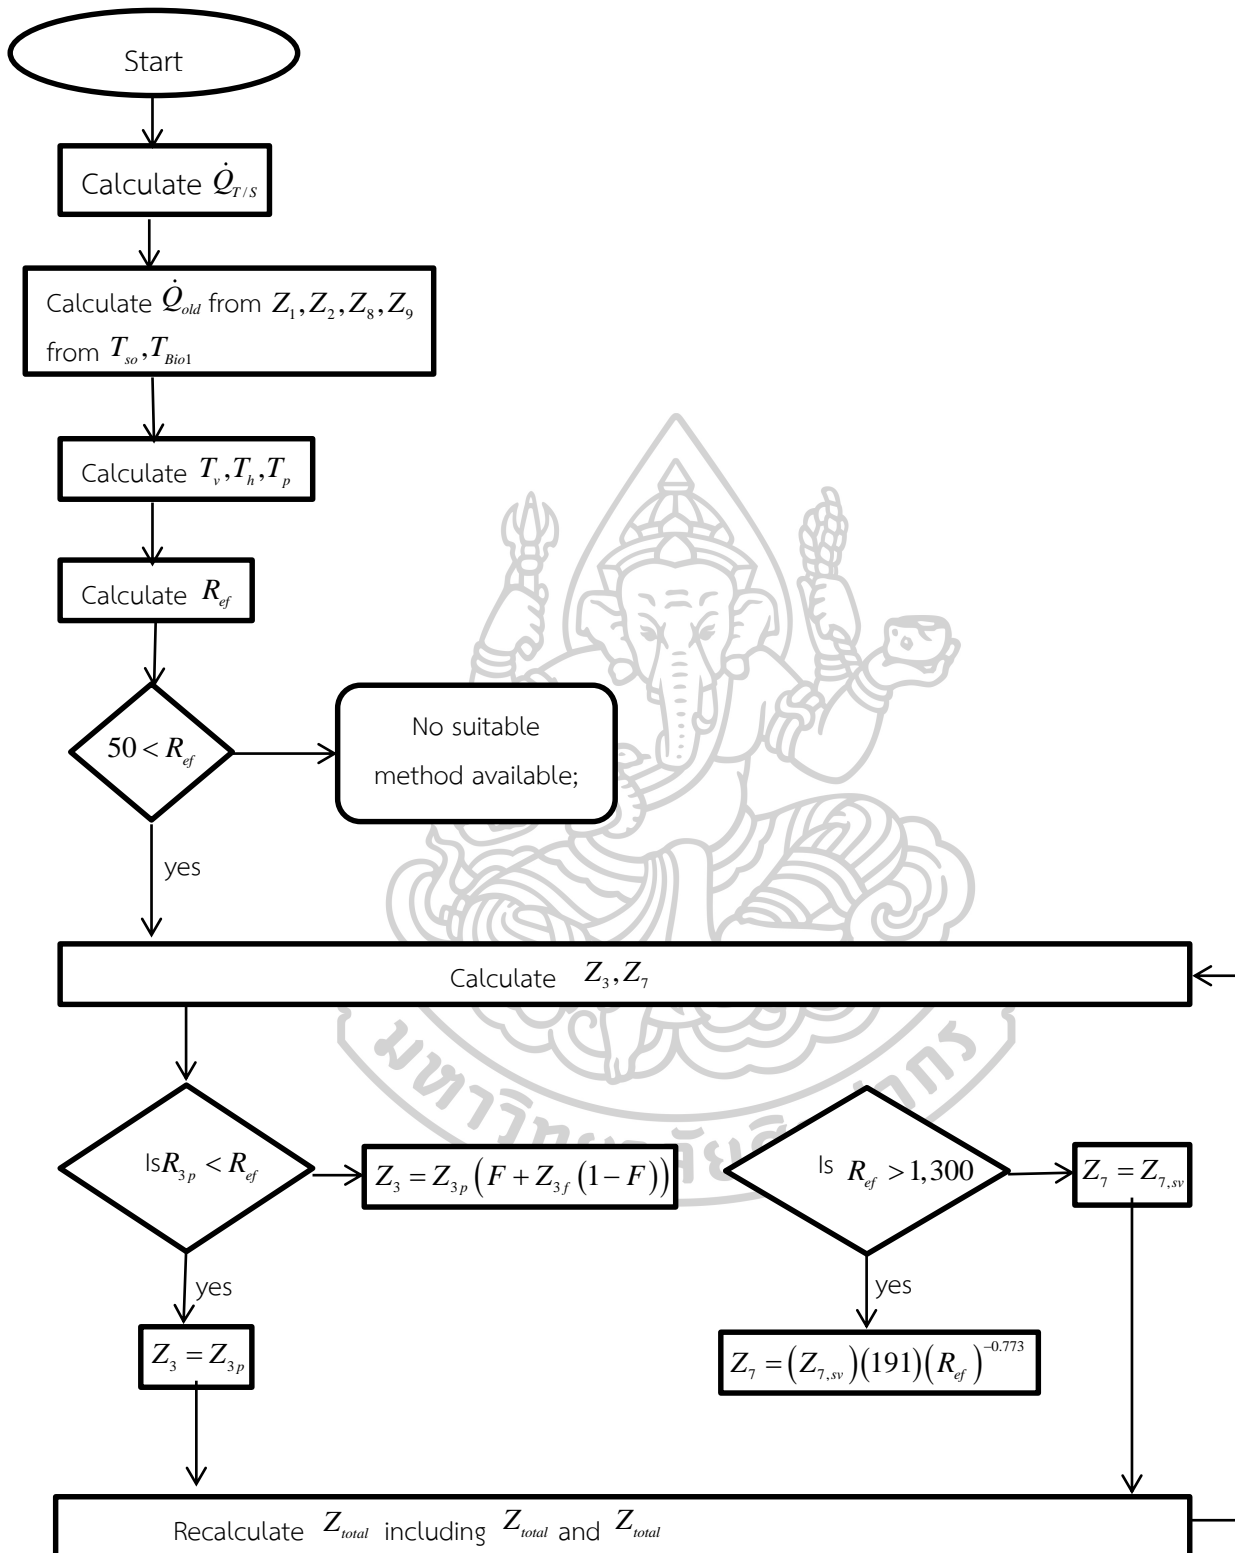 Start
Calculate Q̇_{T/S}
Calculate Q̇_{old} from Z_1, Z_2, Z_8, Z_9
from T_{so}, T_{Bio1}
Calculate T_v, T_h, T_p
Calculate R_{ef}
50 < R_{ef}
No suitable
method available;
yes
Calculate Z_3, Z_7
Is R_{3p} < R_{ef}
Z_3 = Z_{3p} (F + Z_{3f} (1 − F))
Is R_{ef} > 1,300
Z_7 = Z_{7,sv}
yes
yes
Z_3 = Z_{3p}
Z_7 = (Z_{7,sv})(191)(R_{ef})^{−0.773}
Recalculate Z_{total} including Z_{total} and Z_{total}